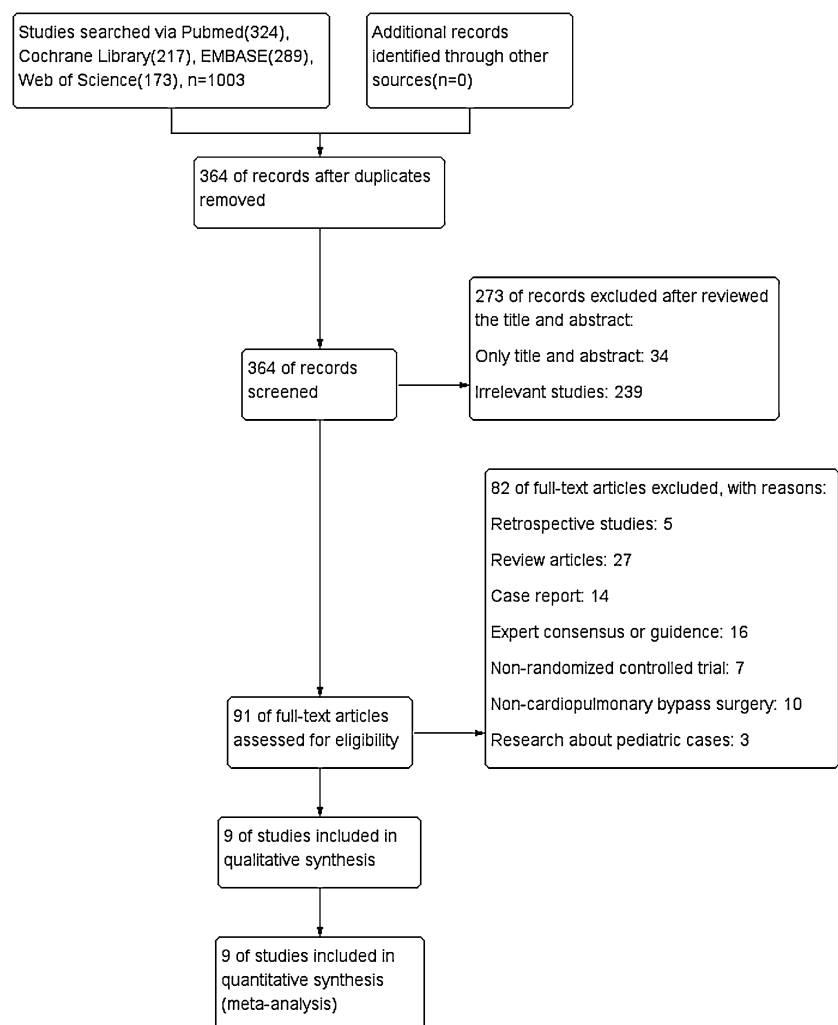 Studies searched via Pubmed(324),
Cochrane Library(217), EMBASE(289),
Web of Science(173), n=1003
Additional records
identified through other
sources(n=0)
364 of records after duplicates
removed
364 of records
screened
273 of records excluded after reviewed
the title and abstract:
Only title and abstract: 34
Irrelevant studies: 239
91 of full-text articles
assessed for eligibility
82 of full-text articles excluded, with reasons:
Retrospective studies: 5
Review articles: 27
Case report: 14
Expert consensus or guidence: 16
Non-randomized controlled trial: 7
Non-cardiopulmonary bypass surgery: 10
Research about pediatric cases: 3
9 of studies included in
qualitative synthesis
9 of studies included in
quantitative synthesis
(meta-analysis)